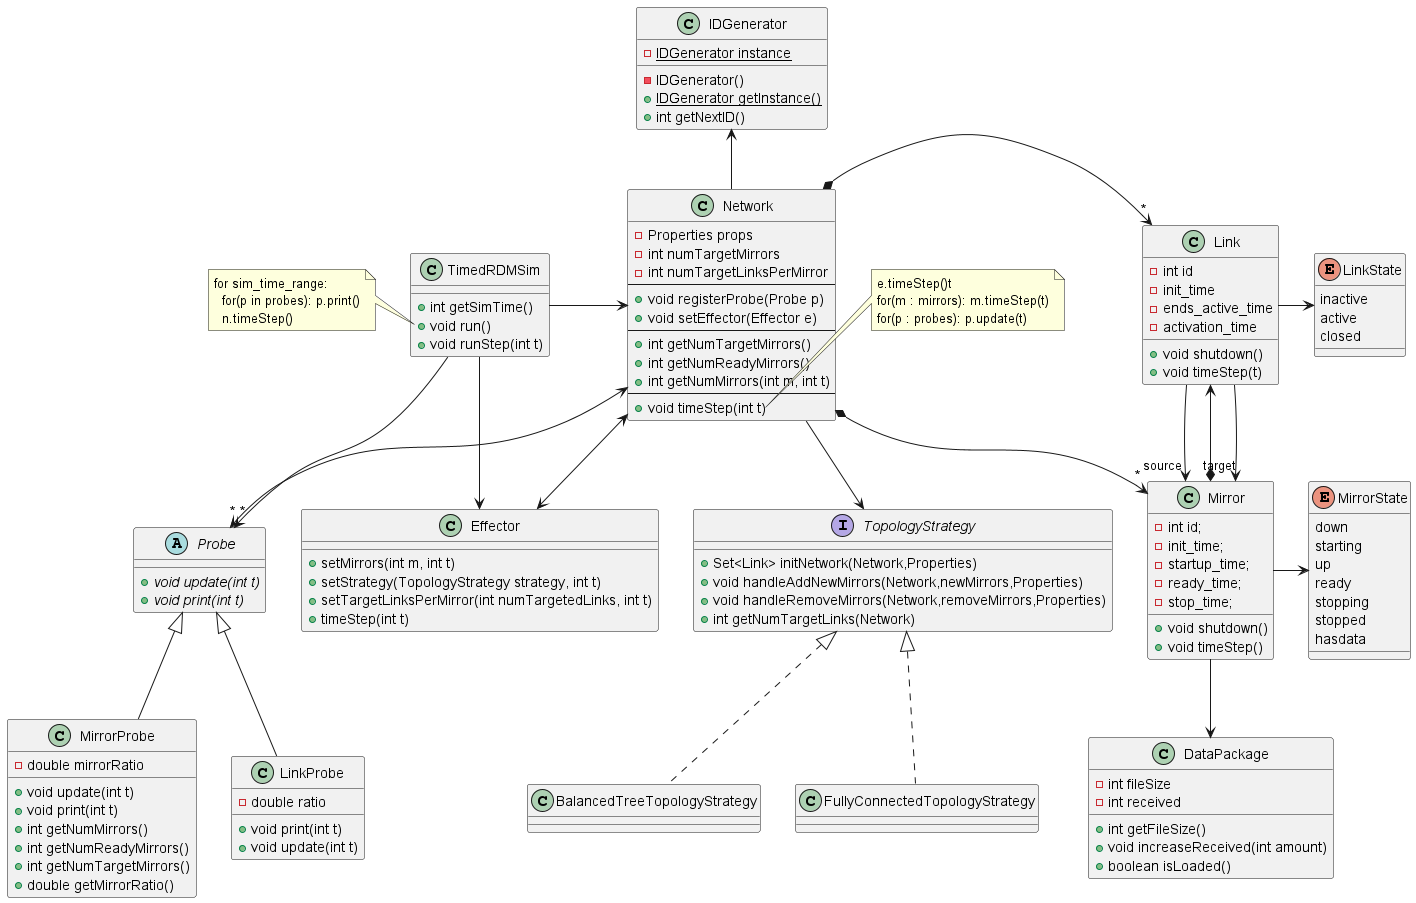 C IDGenerator
IDGenerator instance
IDGenerator()
IDGenerator getInstance()
int getNextID()
C Network
Properties props
int numTargetMirrors
int numTargetLinksPerMirror
void registerProbe(Probe p)
void setEffector(Effector e)
int getNumTargetMirrors()
int getNumReadyMirrors()
int getNumMirrors(int m, int t)
void timeStep(int t)
*
C Link
int id
init_time
ends_active_time
activation_time
void shutdown()
void timeStep(t)
E LinkState
inactive
active
closed
for sim_time_range:
for(p in probes): p.print()
n.timeStep()
C TimedRDMSim
int getSimTime()
void run()
void runStep(int t)
e.timeStep()t
for(m : mirrors): m.timeStep(t)
for(p : probes): p.update(t)
source
target
*
* *
A Probe
void update(int t)
void print(int t)
C Effector
setMirrors(int m, int t)
setStrategy(TopologyStrategy strategy, int t)
setTargetLinksPerMirror(int numTargetedLinks, int t)
timeStep(int t)
I TopologyStrategy
Set<Link> initNetwork(Network,Properties)
void handleAddNewMirrors(Network,newMirrors,Properties)
void handleRemoveMirrors(Network,removeMirrors,Properties)
int getNumTargetLinks(Network)
C Mirror
int id;
init_time;
startup_time;
ready_time;
stop_time;
void shutdown()
void timeStep()
E MirrorState
down
starting
up
ready
stopping
stopped
hasdata
C MirrorProbe
double mirrorRatio
void update(int t)
void print(int t)
int getNumMirrors()
int getNumReadyMirrors()
int getNumTargetMirrors()
double getMirrorRatio()
C LinkProbe
double ratio
void print(int t)
void update(int t)
C BalancedTreeTopologyStrategy
C FullyConnectedTopologyStrategy
C DataPackage
int fileSize
int received
int getFileSize()
void increaseReceived(int amount)
boolean isLoaded()